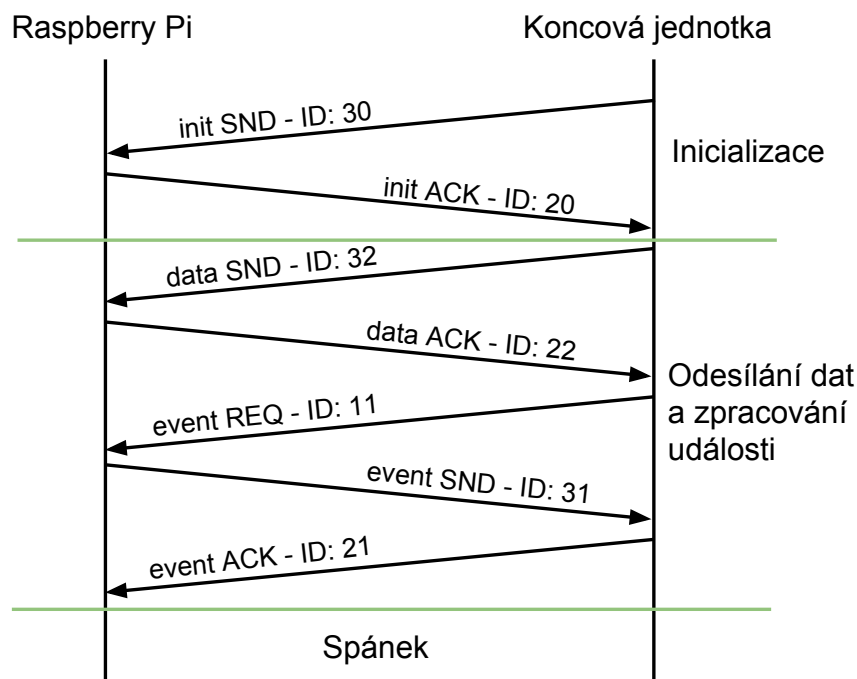 Raspberry Pi
Koncová jednotka
init SND - ID: 30
Inicializace
init ACK - ID: 20
data SND - ID: 32
data ACK - ID: 22
Odesílání dat
a zpracování
události
event REQ - ID: 11
event SND - ID: 31
event ACK - ID: 21
Spánek